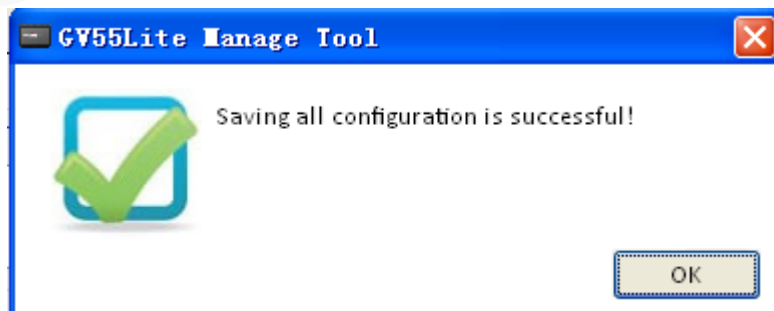 GV55Lite Manage Tool
Saving all configuration is successful!
OK